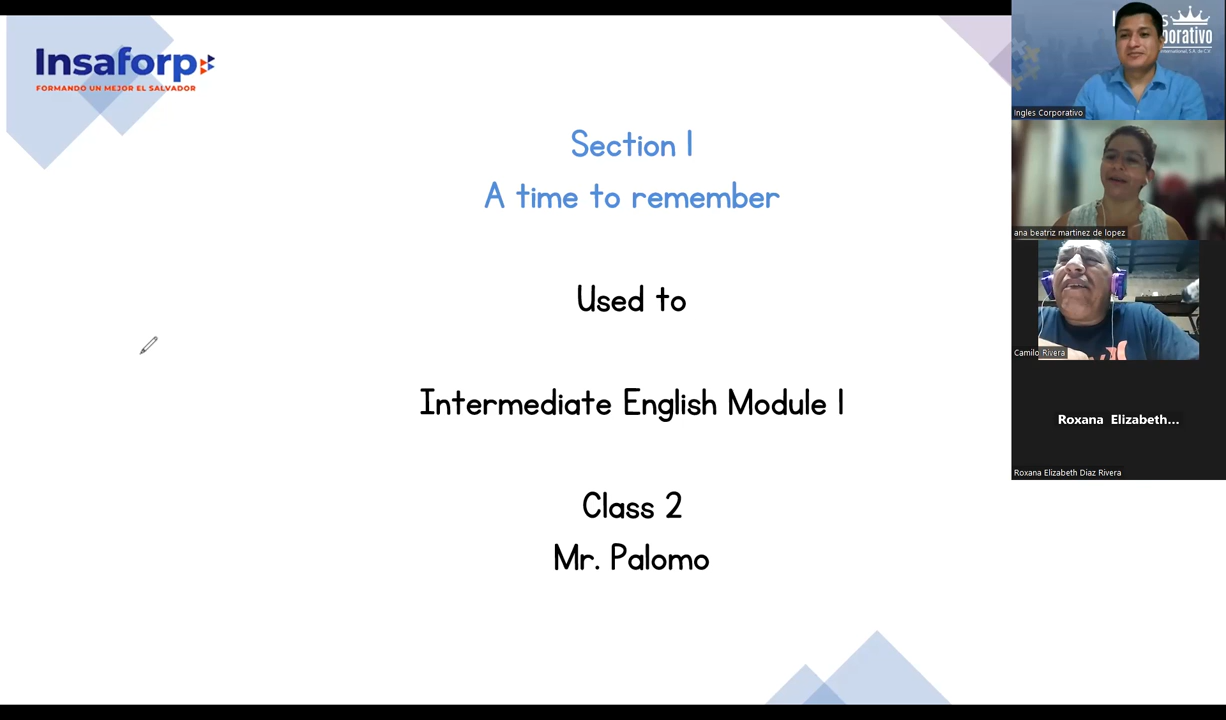 Insaforp
FORMANDO UN MEJOR EL SALVADOR
Section 1
A time to remember
Used to
Intermediate English Module 1
Class 2
Mr. Palomo
Ingles Corporativo
ana beatriz martinez de lopez
Camilo Rivera
Roxana Elizabeth...
Roxana Elizabeth Diaz Rivera